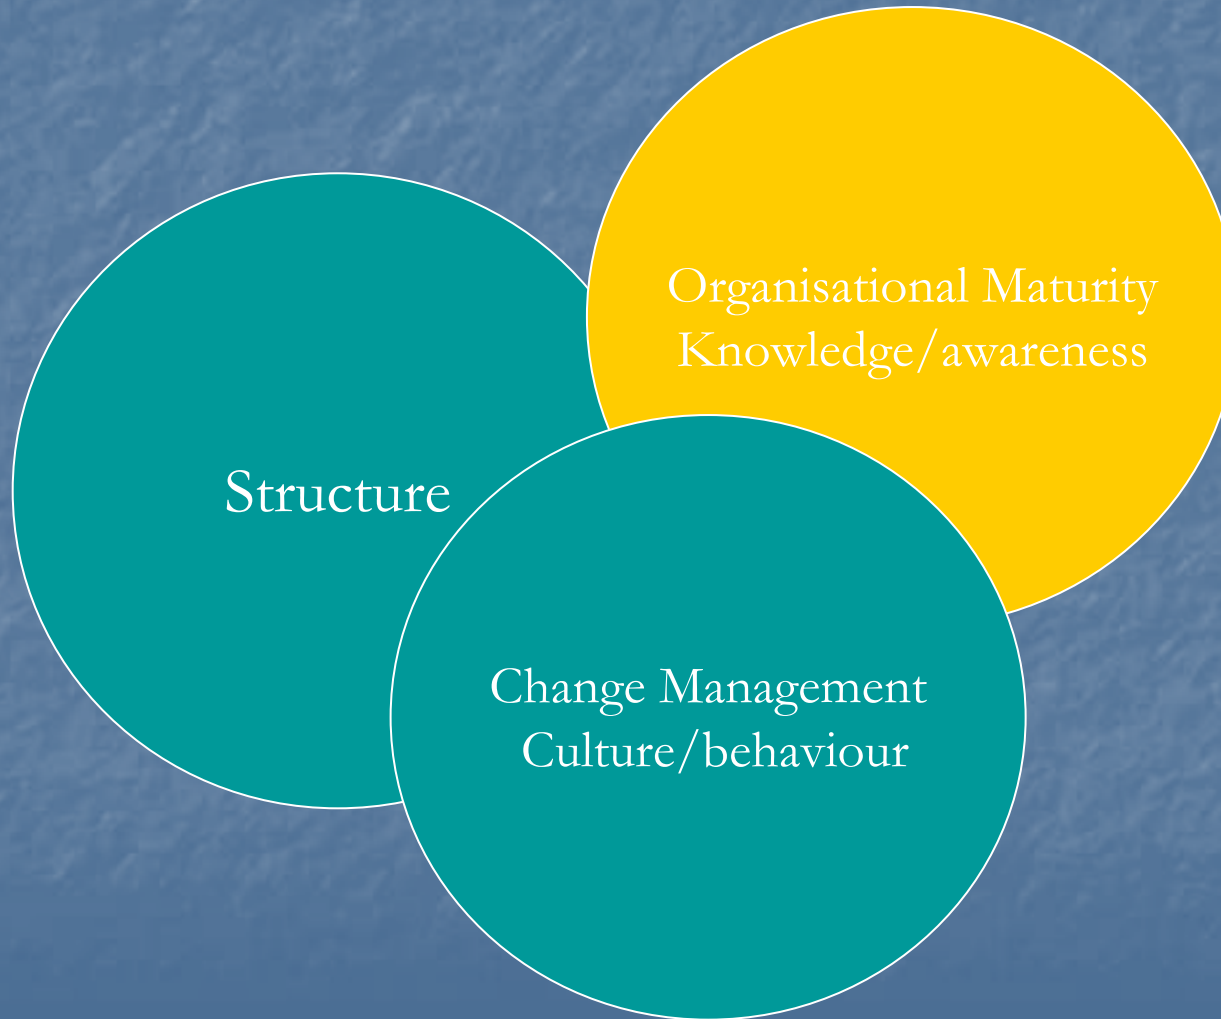 Organisational Maturity
Knowledge/awareness
Structure
Change Management
Culture/behaviour